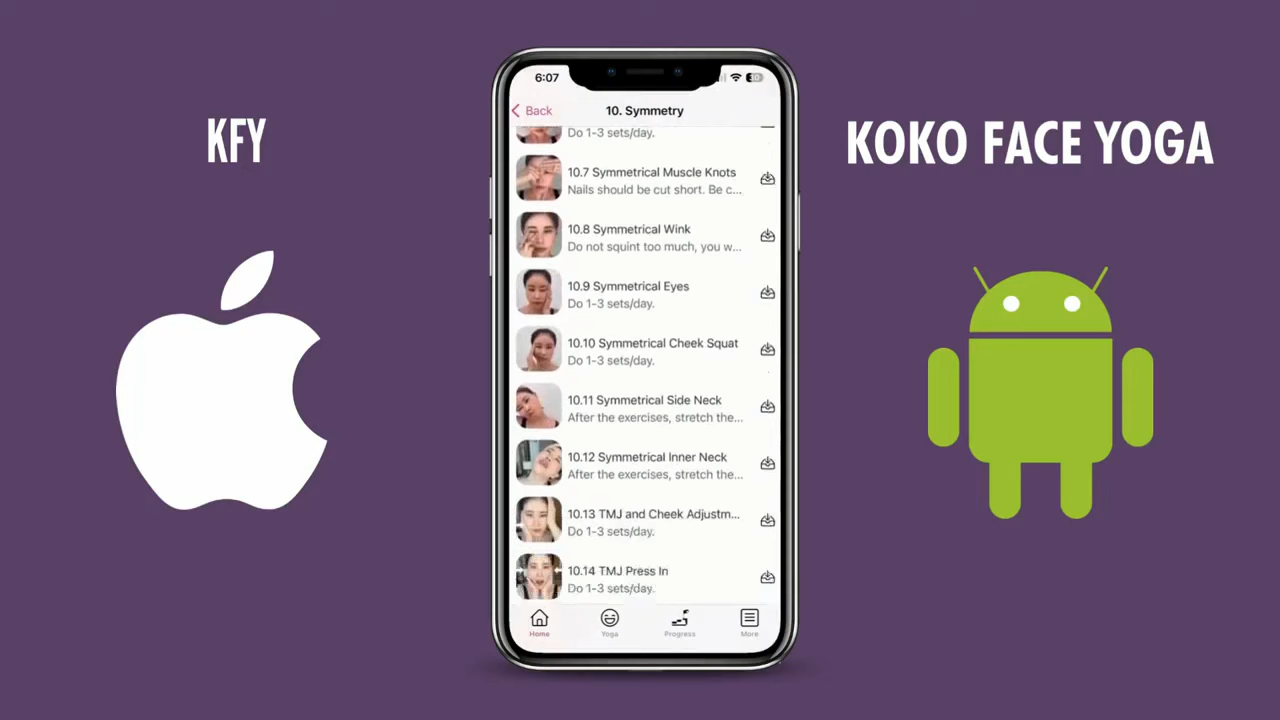 KFY
KOKO FACE YOGA
6:07
Back
10. Symmetry
Do 1-3 sets/day.
10.7 Symmetrical Muscle Knots
Nails should be cut short. Be c...
10.8 Symmetrical Wink
Do not squint too much, you w...
10.9 Symmetrical Eyes
Do 1-3 sets/day.
10.10 Symmetrical Cheek Squat
Do 1-3 sets/day.
10.11 Symmetrical Side Neck
After the exercises, stretch the...
10.12 Symmetrical Inner Neck
After the exercises, stretch the...
10.13 TMJ and Cheek Adjustm...
Do 1-3 sets/day.
10.14 TMJ Press In
Do 1-3 sets/day.
Home
Yoga
Progress
More